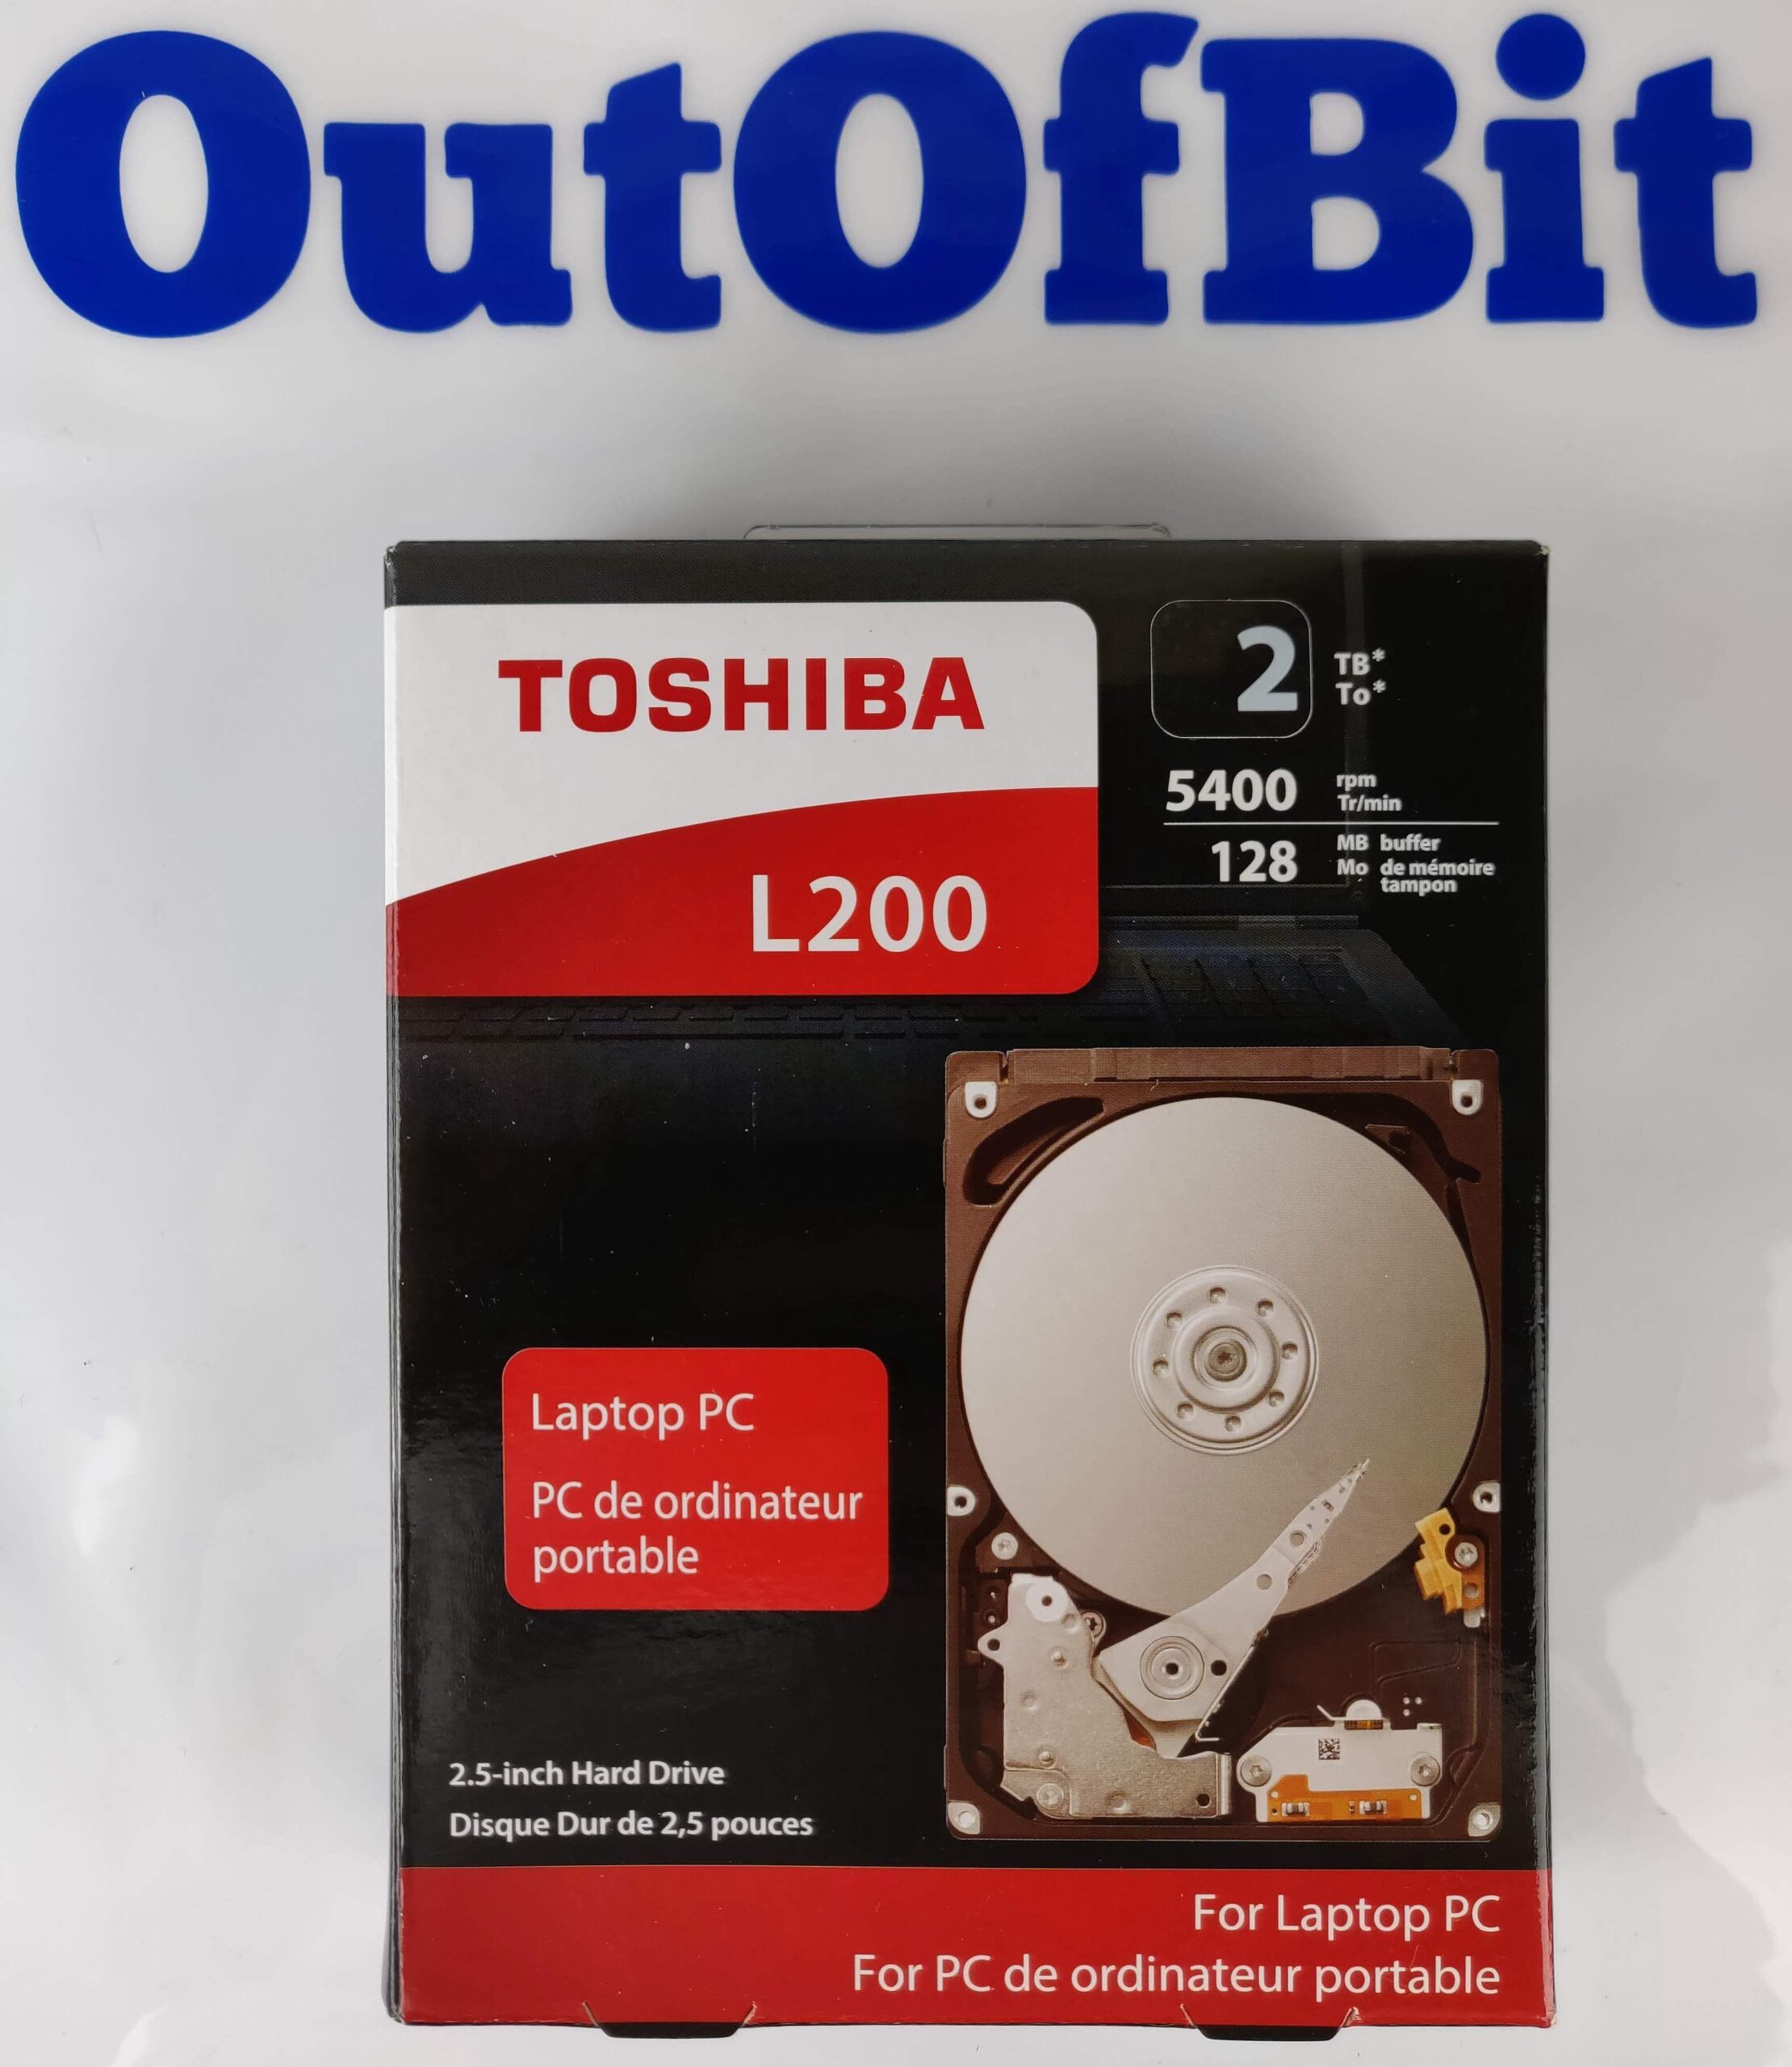 OutOfBit
TOSHIBA
L200
2 TB*
To*
5400 rpm
Tr/min
128 MB buffer
Mo de mémoire
tampon
Laptop PC
PC de ordinateur
portable
2.5-inch Hard Drive
Disque Dur de 2,5 pouces
For Laptop PC
For PC de ordinateur portable